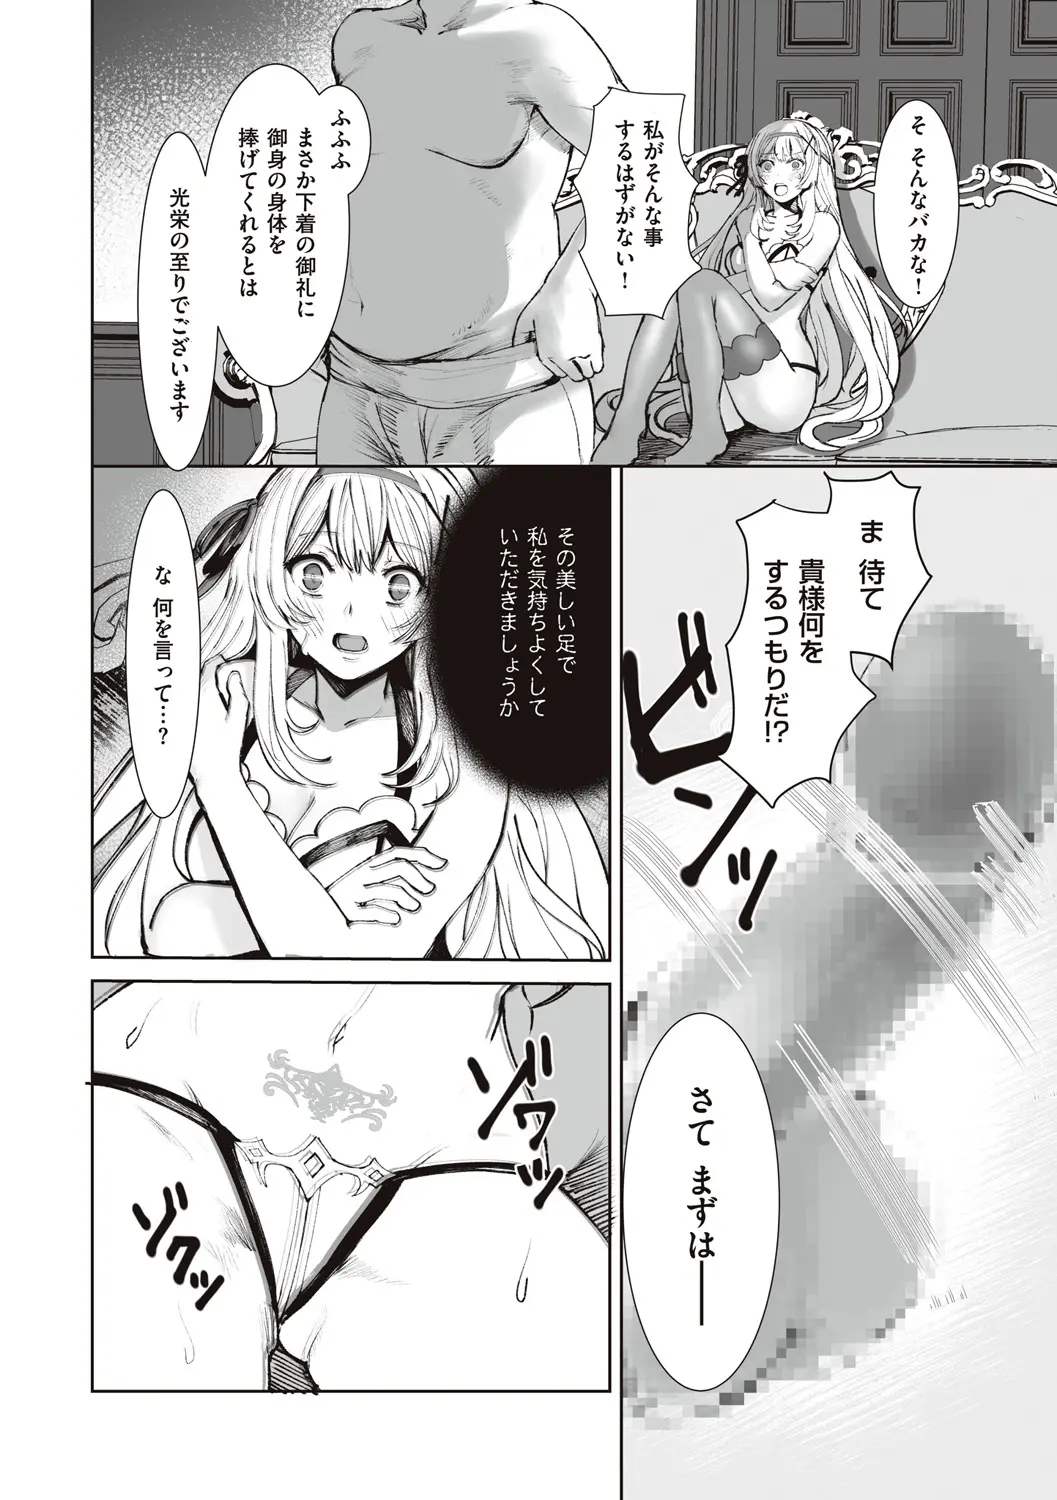 そ そんなバカな！
私がそんな事
するはずがない！
ふふふ
まさか下着の御礼に
御身の身体を
捧げてくれるとは
光栄の至りでございます
ま 待て
貴様何を
するつもりだ!?
ビンッ
ビンッ
さて まずは――
その美しい足で
私を気持ちよくして
いただきましょうか
な 何を言って…？
ゾワッ
ゾクッ